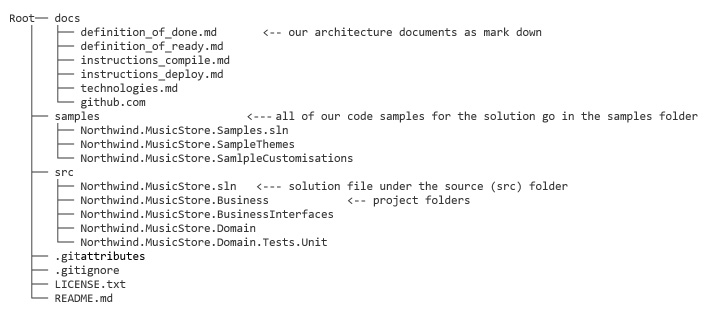 Root── docs
├── definition_of_done.md <-- our architecture documents as mark down
├── definition_of_ready.md
├── instructions_compile.md
├── instructions_deploy.md
├── technologies.md
└── github.com
├── samples <--- all of our code samples for the solution go in the samples folder
├── Northwind.MusicStore.Samples.sln
├── Northwind.MusicStore.SampleThemes
└── Northwind.MusicStore.SamlpleCustomisations
├── src
├── Northwind.MusicStore.sln <--- solution file under the source (src) folder
├── Northwind.MusicStore.Business <-- project folders
├── Northwind.MusicStore.BusinessInterfaces
├── Northwind.MusicStore.Domain
└── Northwind.MusicStore.Domain.Tests.Unit
├── .gitattributes
├── .gitignore
├── LICENSE.txt
└── README.md